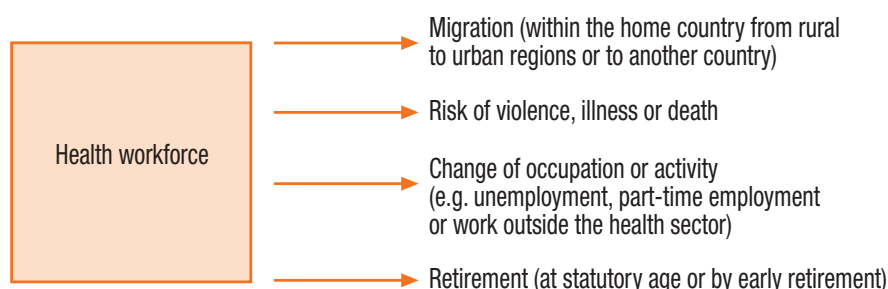 Health workforce
Migration (within the home country from rural
to urban regions or to another country)
Risk of violence, illness or death
Change of occupation or activity
(e.g. unemployment, part-time employment
or work outside the health sector)
Retirement (at statutory age or by early retirement)